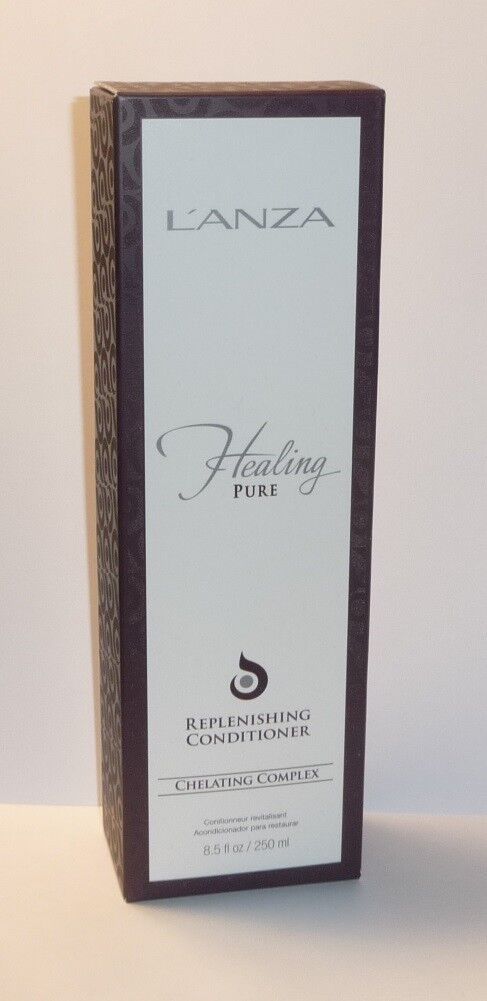 L'ANZA
Healing
PURE
REPLENISHING
CONDITIONER
CHELATING COMPLEX
Conditionneur revitalisant
Acondicionador para restaurar
8.5 fl oz / 250 ml